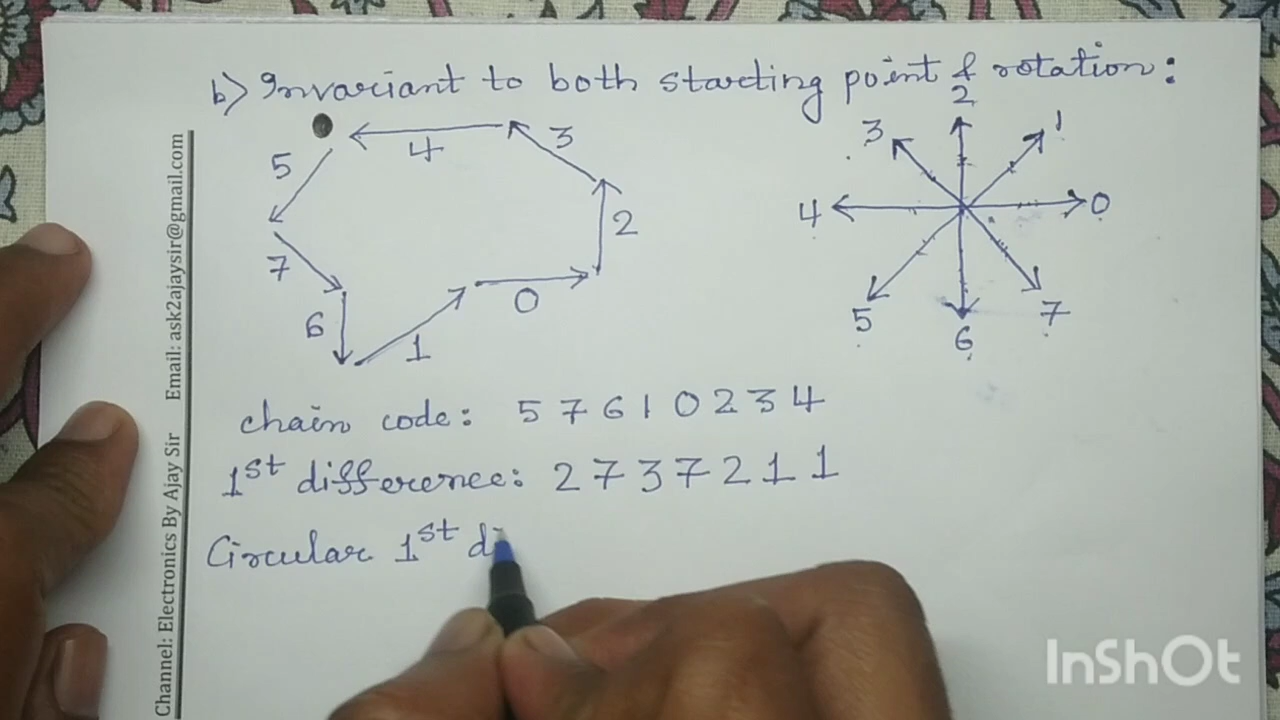 b) Invariant to both starting point & rotation:
4
3
5
2
7
6
1
0
2
3
1
4
0
5
6
7
chain code: 5 7 6 1 0 2 3 4
1st difference: 2 7 3 7 2 1 1
Circular 1st di
Channel: Electronics By Ajay Sir Email: ask2ajaysir@gmail.com
InShOt